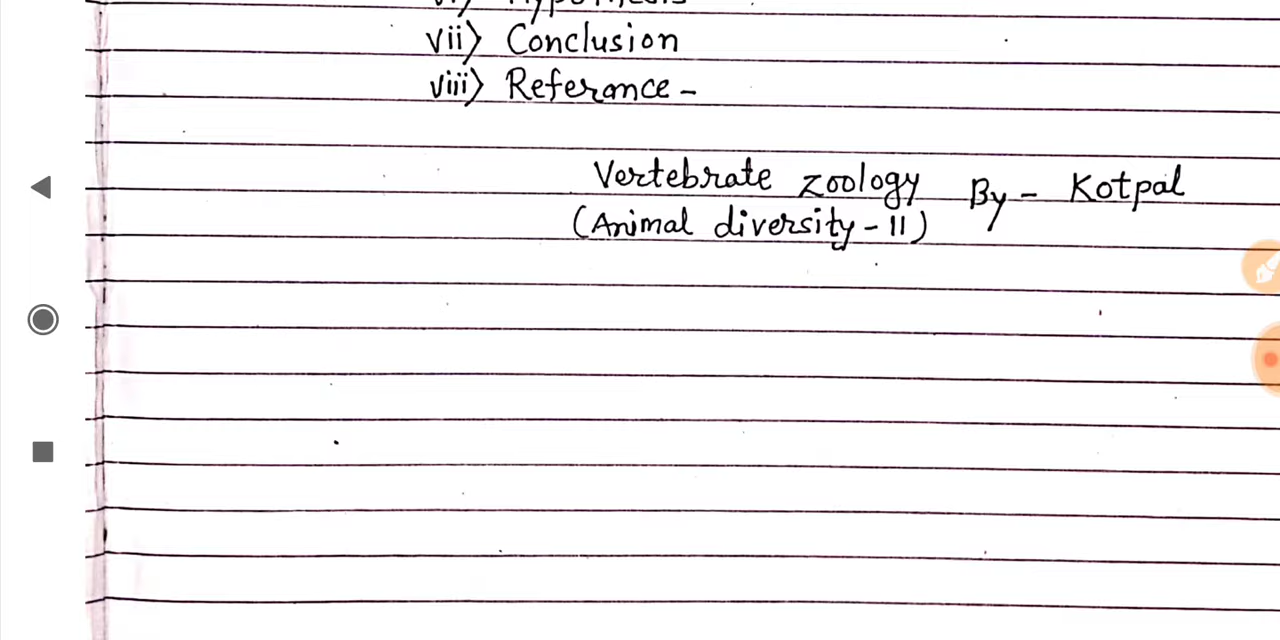 vii) Conclusion
viii) Referance -
Vertebrate zoology By - Kotpal
(Animal diversity - II)